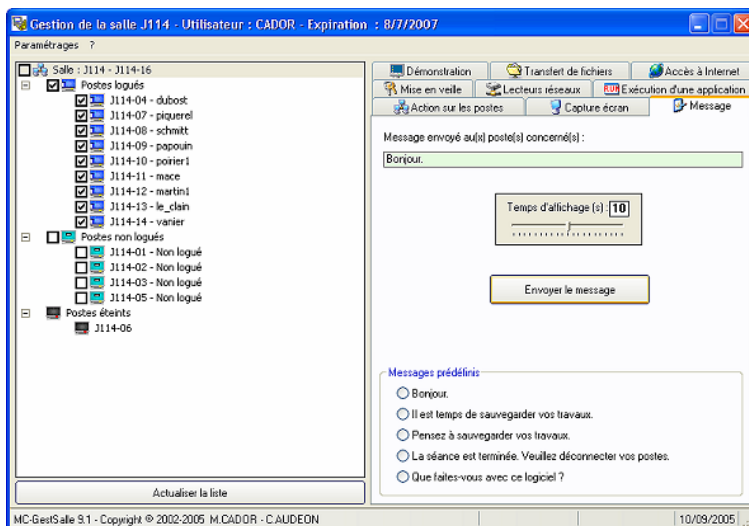 Gestion de la salle J114 - Utilisateur : CADOR - Expiration : 8/7/2007
Paramétrages ?
Salle : J114 - J114-16
Postes logués
J114-04 - dubost
J114-07 - piquerel
J114-08 - schmitt
J114-09 - papouin
J114-10 - poirier1
J114-11 - mace
J114-12 - martin1
J114-13 - le_clain
J114-14 - vanier
Postes non logués
J114-01 - Non logué
J114-02 - Non logué
J114-03 - Non logué
J114-05 - Non logué
Postes éteints
J114-06
Actualiser la liste
Démonstration
Transfert de fichiers
Accès à Internet
Mise en veille
Lecteurs réseaux
RUN Exécution d'une application
Action sur les postes
Capture écran
Message
Message envoyé au(x) poste(s) concerné(s) :
Bonjour.
Temps d'affichage (s) : 10
Envoyer le message
Messages prédéfinis
Bonjour.
Il est temps de sauvegarder vos travaux.
Pensez à sauvegarder vos travaux.
La séance est terminée. Veuillez déconnecter vos postes.
Que faites-vous avec ce logiciel ?
MC-GestSalle 9.1 - Copyright © 2002-2005 M.CADOR - C.AUDEON
10/09/2005